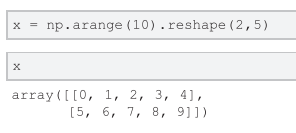 x = np.arange(10).reshape(2,5)
x
array([[0, 1, 2, 3, 4],
       [5, 6, 7, 8, 9]])